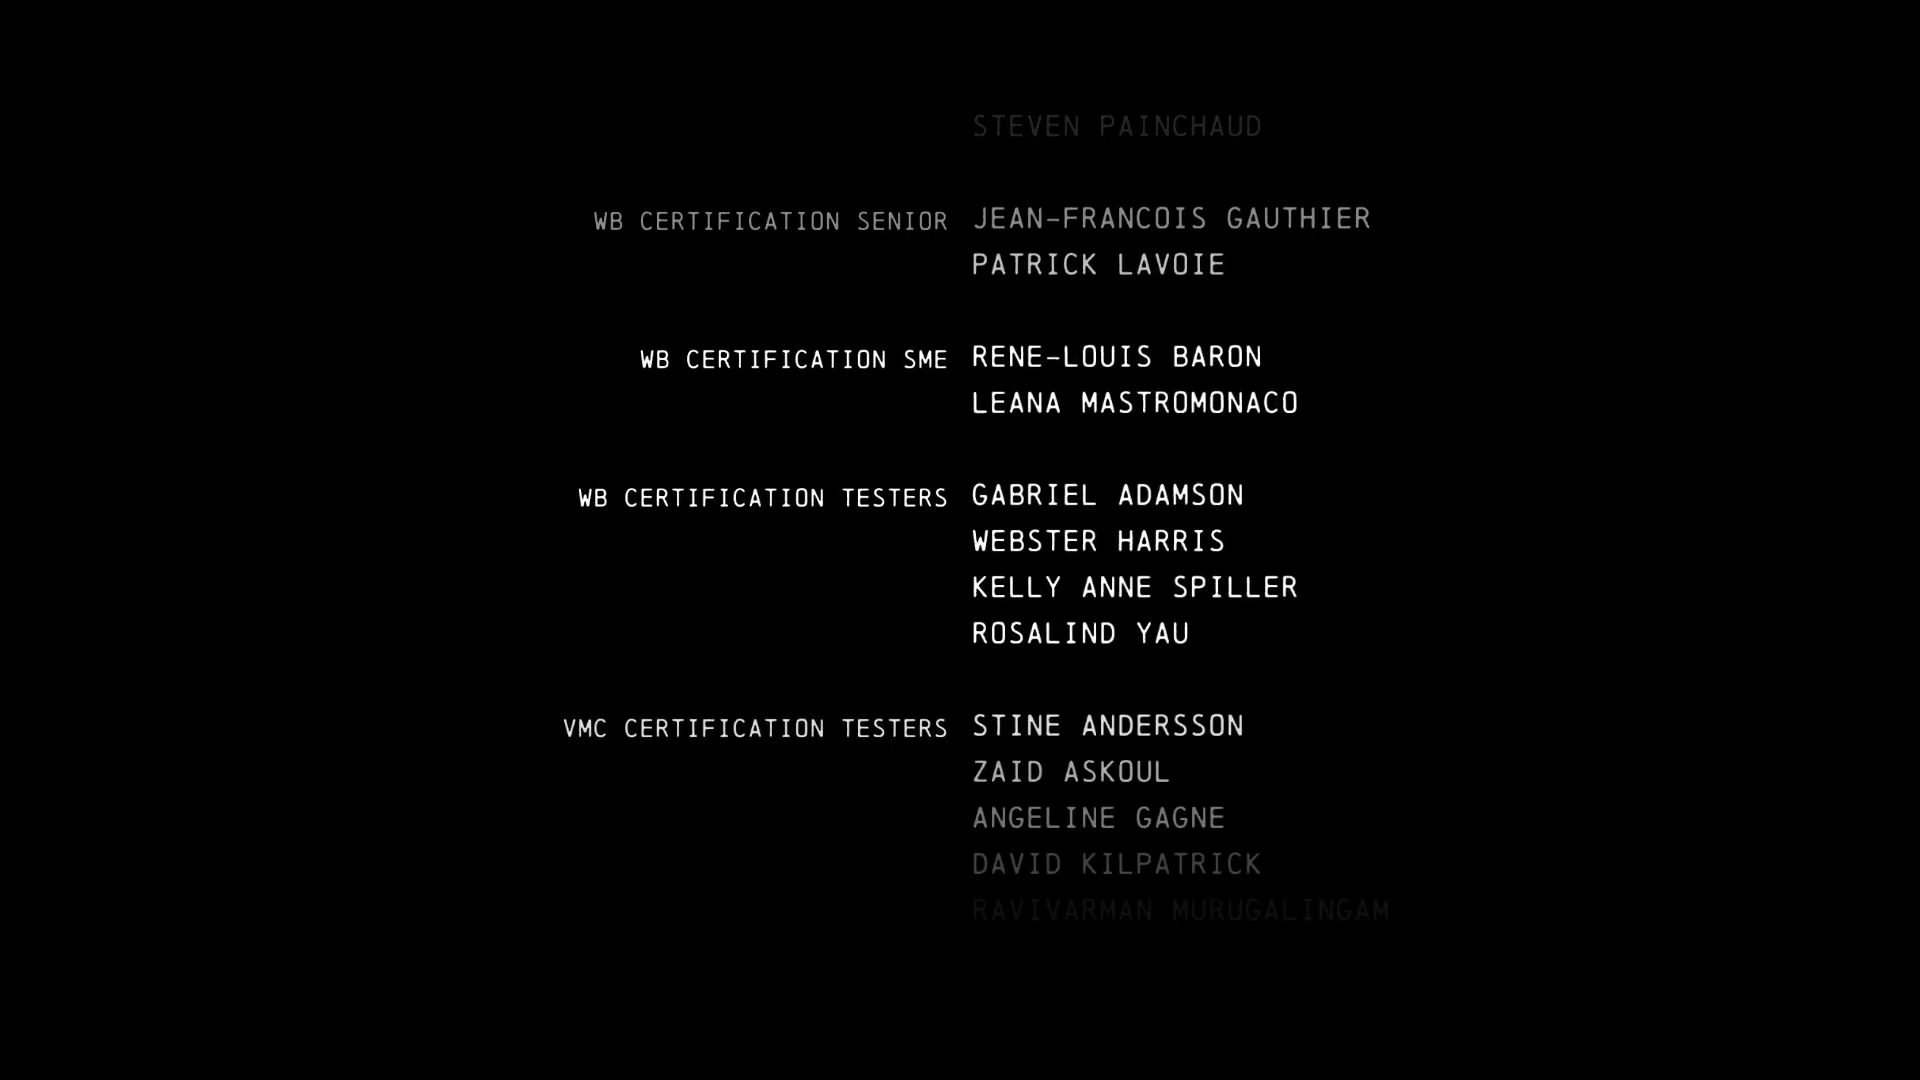 STEVEN PAINCHAUD
WB CERTIFICATION SENIOR JEAN-FRANCOIS GAUTHIER
PATRICK LAVOIE
WB CERTIFICATION SME RENE-LOUIS BARON
LEANA MASTROMONACO
WB CERTIFICATION TESTERS GABRIEL ADAMSON
WEBSTER HARRIS
KELLY ANNE SPILLER
ROSALIND YAU
VMC CERTIFICATION TESTERS STINE ANDERSSON
ZAID ASKOUL
ANGELINE GAGNE
DAVID KILPATRICK
RAVIVARMAN MURUGALINGAM